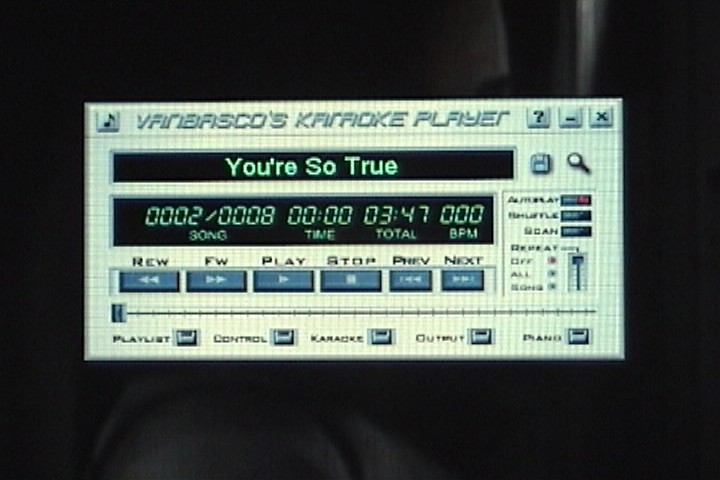 VANBASCO'S KARAOKE PLAYER ? – X
You're So True
0002/0008 00:00 03:47 000
SONG TIME TOTAL BPM
AUTOPLAY
SHUFFLE
SCAN
REPEAT
OFF
ALL
SONG
REW FW PLAY STOP PREV NEXT
PLAYLIST CONTROL KARAOKE OUTPUT PIANO